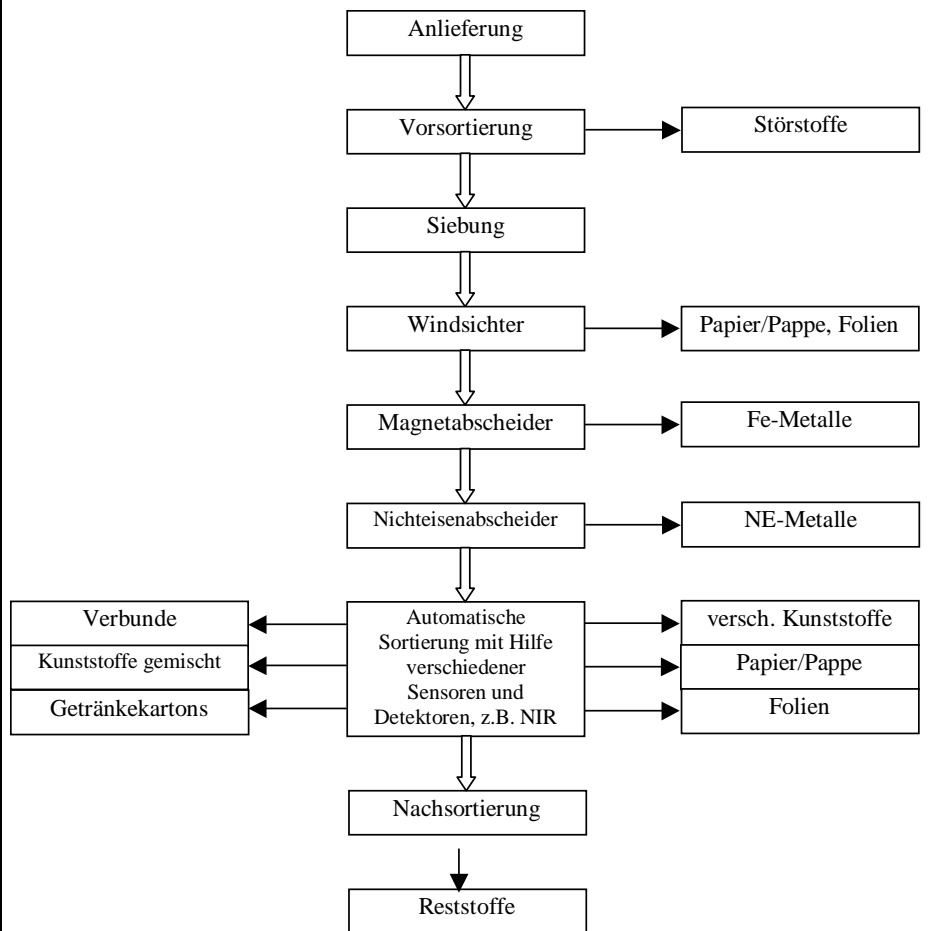 Anlieferung
Vorsortierung
Störstoffe
Siebung
Windsichter
Papier/Pappe, Folien
Magnetabscheider
Fe-Metalle
Nichteisenabscheider
NE-Metalle
Verbunde
Kunststoffe gemischt
Getränkekartons
Automatische
Sortierung mit Hilfe
verschiedener
Sensoren und
Detektoren, z.B. NIR
versch. Kunststoffe
Papier/Pappe
Folien
Nachsortierung
Reststoffe